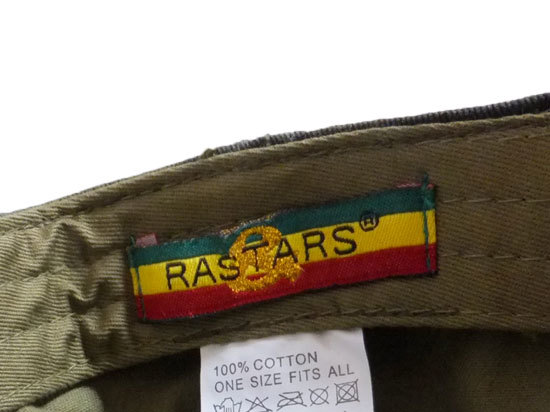 RASTARS®
100% COTTON
ONE SIZE FITS ALL